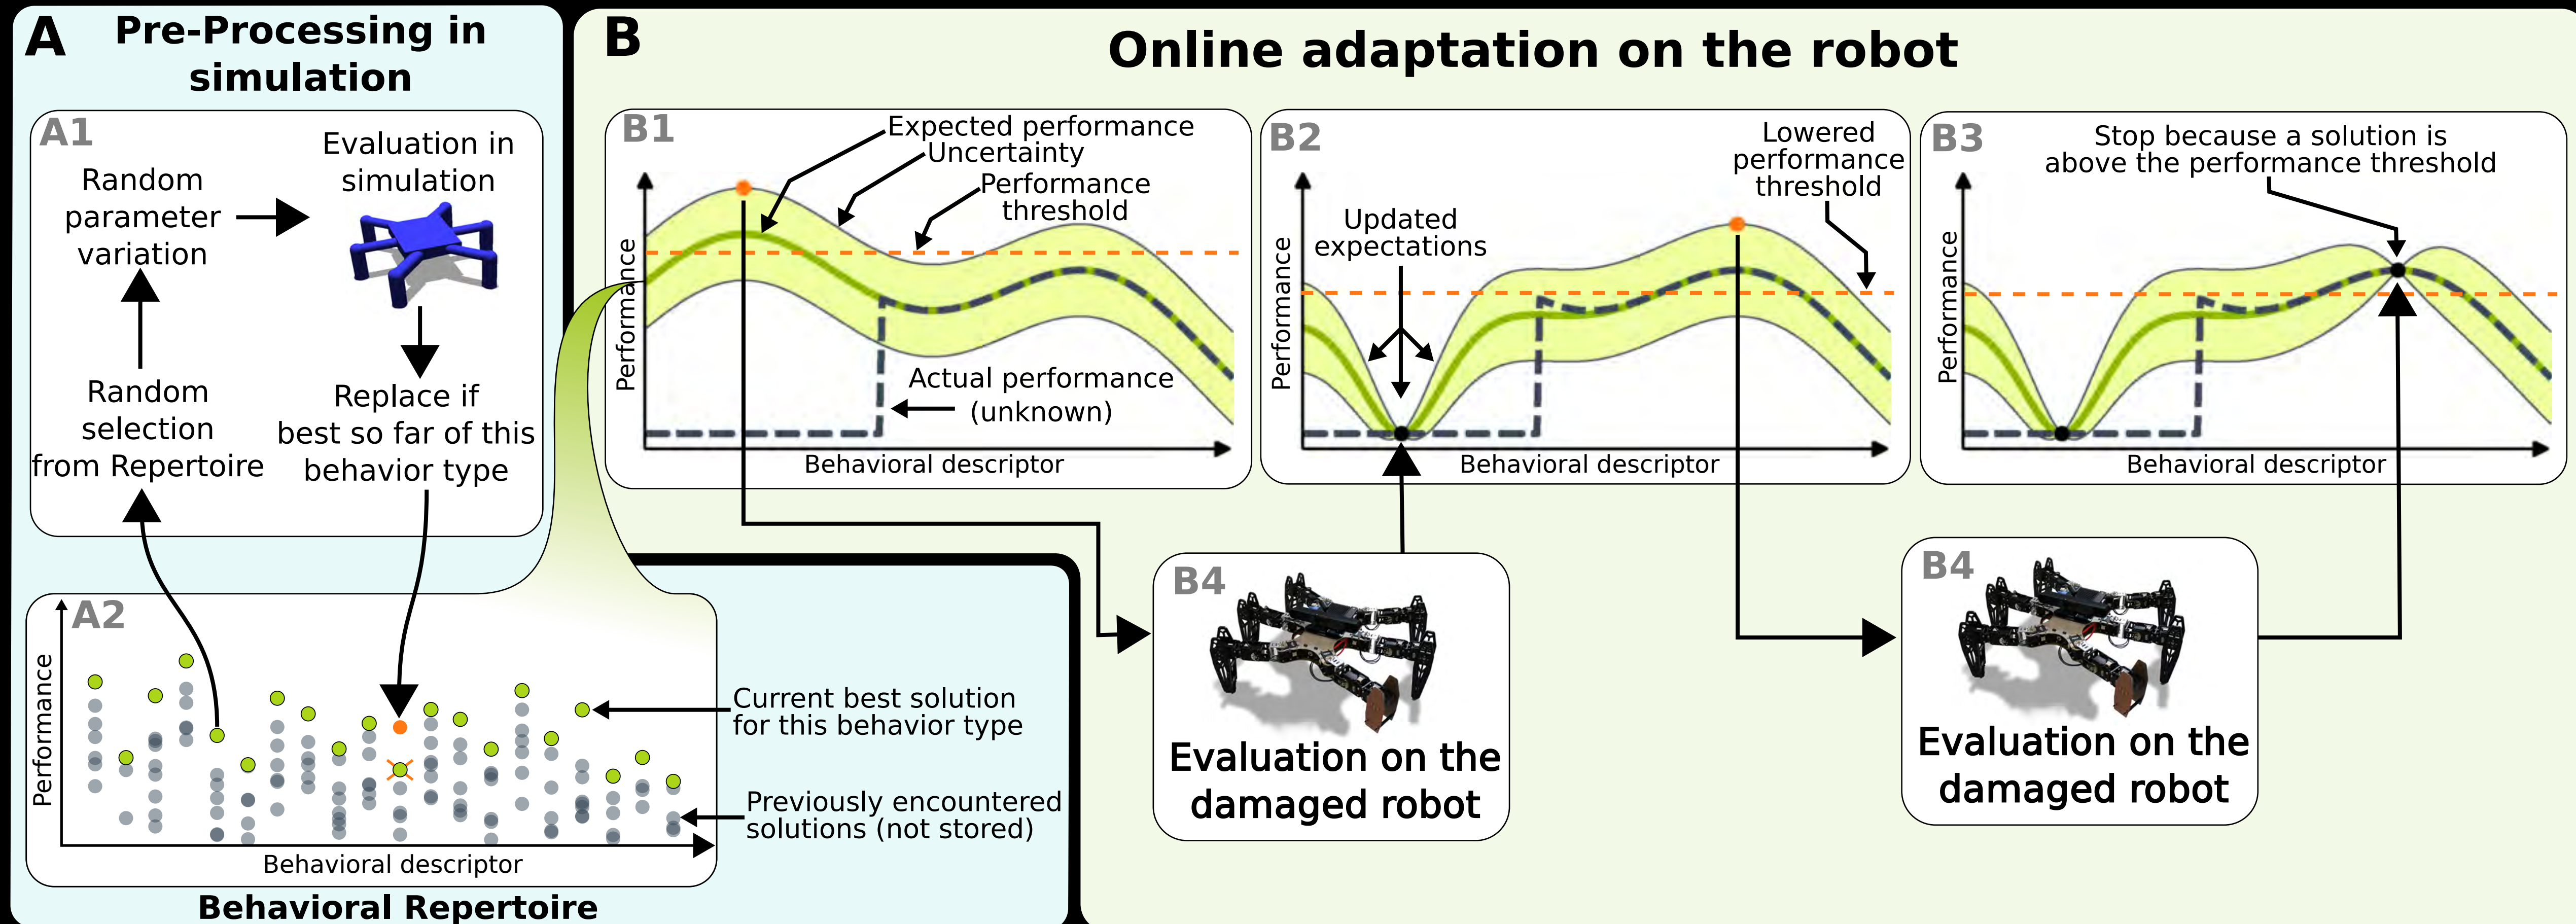 A
Pre-Processing in
simulation
A1
Random
parameter
variation
Evaluation in
simulation
Random
selection
from Repertoire
Replace if
best so far of this
behavior type
A2
Performance
Behavioral descriptor
Current best solution
for this behavior type
Previously encountered
solutions (not stored)
Behavioral Repertoire
B
Online adaptation on the robot
B1
Expected performance
Uncertainty
Performance
threshold
Performance
Actual performance
(unknown)
Behavioral descriptor
B2
Lowered
performance
threshold
Updated
expectations
Performance
Behavioral descriptor
B3
Stop because a solution is
above the performance threshold
Performance
Behavioral descriptor
B4
Evaluation on the
damaged robot
B4
Evaluation on the
damaged robot